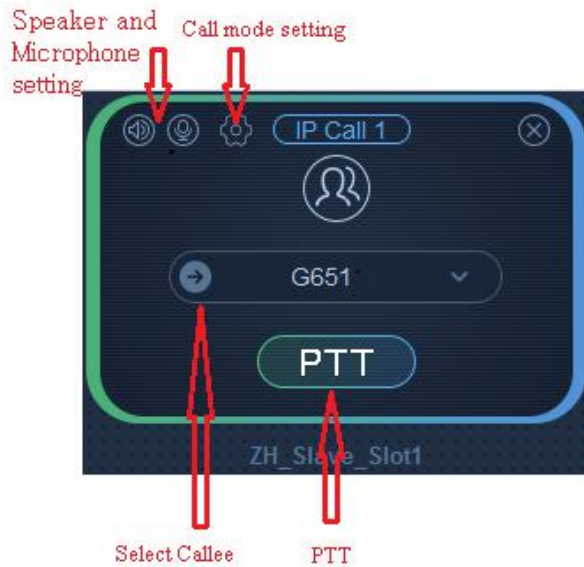 Speaker and
Microphone
setting
Call mode setting
IP Call 1
G651
PTT
ZH_Slave_Slot1
Select Callee
PTT